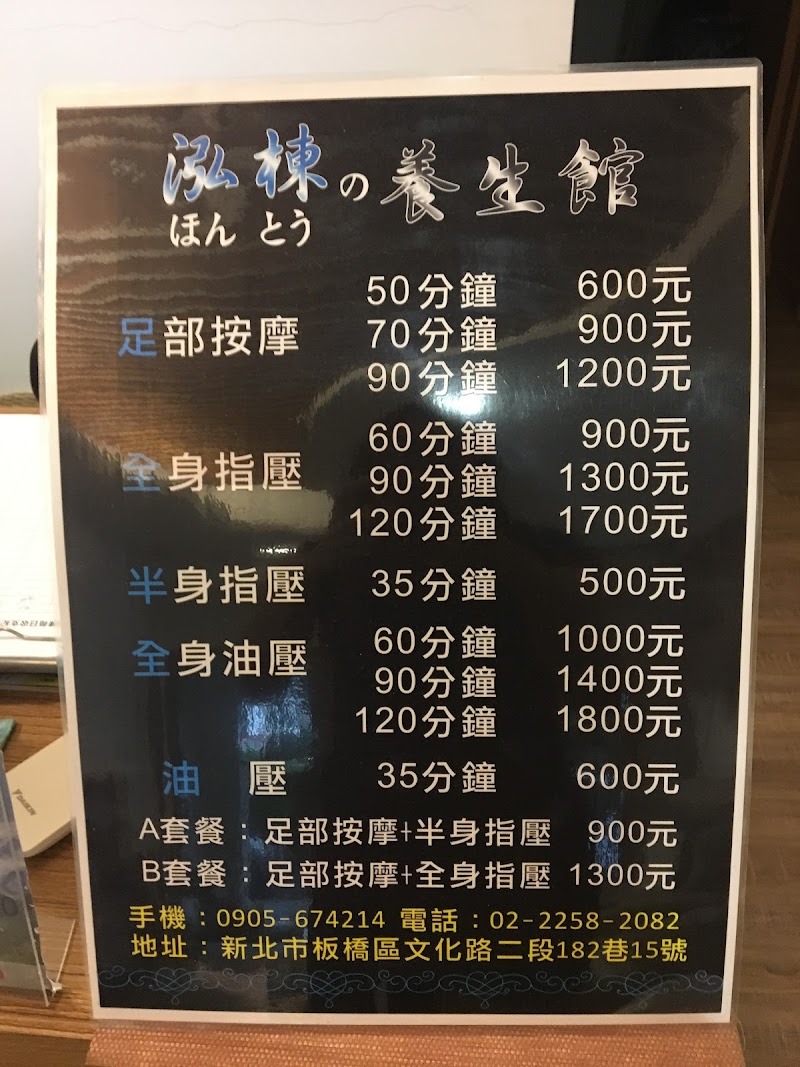 泓棟の養生館
ほんとう
足部按摩
50分鐘 600元
70分鐘 900元
90分鐘 1200元
全身指壓
60分鐘 900元
90分鐘 1300元
120分鐘 1700元
半身指壓 35分鐘 500元
全身油壓
60分鐘 1000元
90分鐘 1400元
120分鐘 1800元
油 壓 35分鐘 600元
A套餐：足部按摩+半身指壓 900元
B套餐：足部按摩+全身指壓 1300元
手機：0905-674214 電話：02-2258-2082
地址：新北市板橋區文化路二段182巷15號
DAIKIN